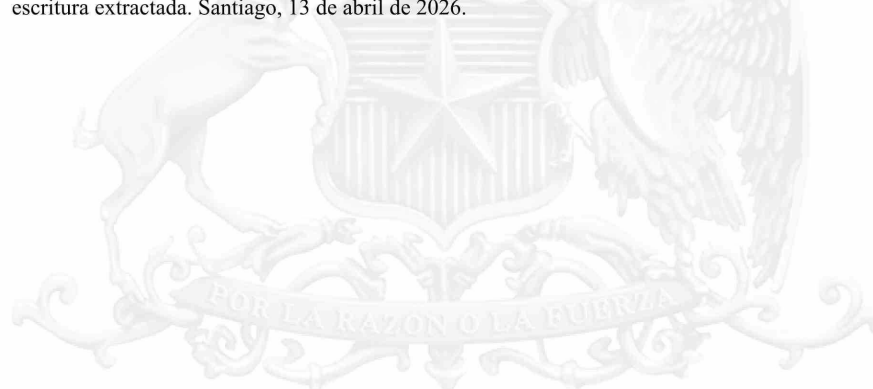 escritura extractada. Santiago, 13 de abril de 2026.
POR LA RAZON O LA FUERZA